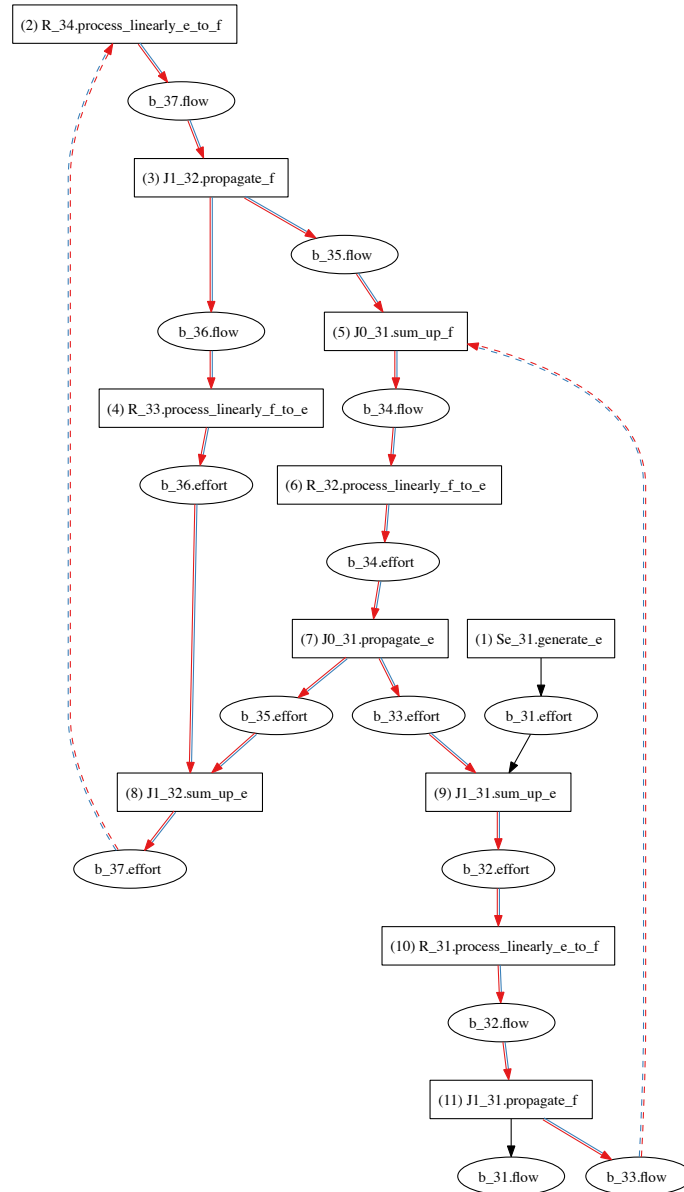 (2) R_34.process_linearly_e_to_f
b_37.flow
(3) J1_32.propagate_f
b_35.flow
b_36.flow
(5) J0_31.sum_up_f
(4) R_33.process_linearly_f_to_e
b_34.flow
b_36.effort
(6) R_32.process_linearly_f_to_e
b_34.effort
(7) J0_31.propagate_e
(1) Se_31.generate_e
b_35.effort
b_33.effort
b_31.effort
(8) J1_32.sum_up_e
(9) J1_31.sum_up_e
b_37.effort
b_32.effort
(10) R_31.process_linearly_e_to_f
b_32.flow
(11) J1_31.propagate_f
b_31.flow
b_33.flow